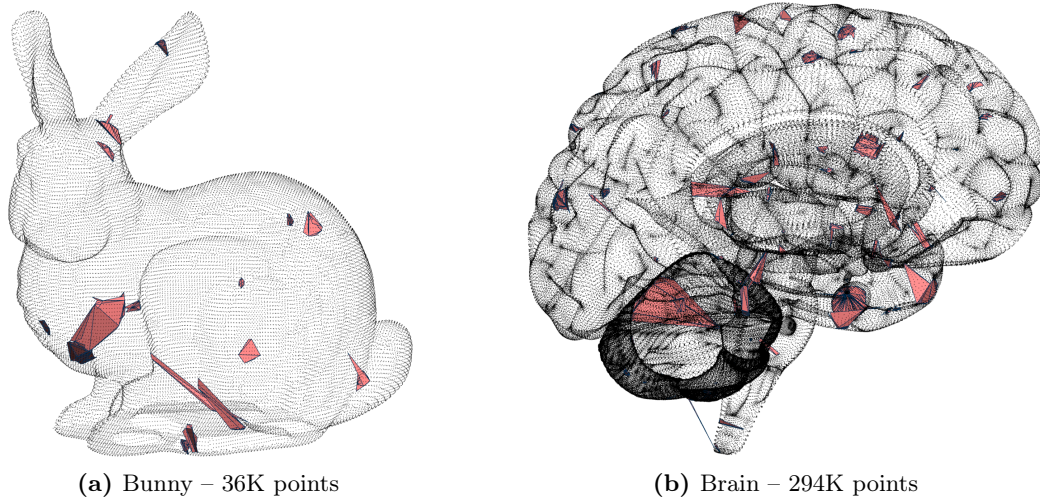 (a) Bunny – 36K points
(b) Brain – 294K points